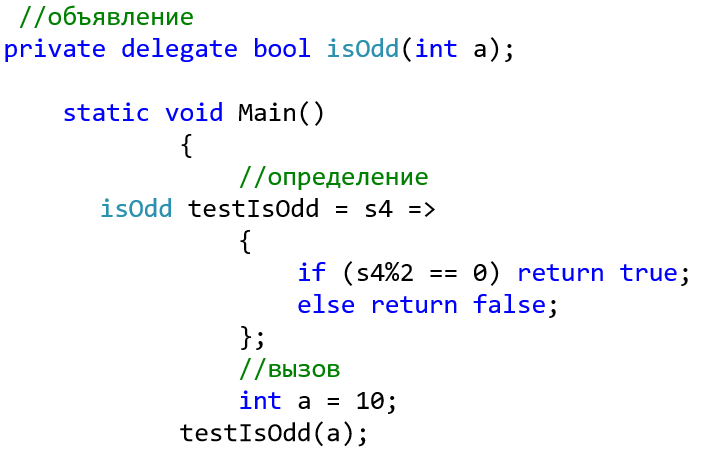 //объявление
private delegate bool isOdd(int a);
static void Main()
{
//определение
isOdd testIsOdd = s4 =>
{
if (s4%2 == 0) return true;
else return false;
};
//вызов
int a = 10;
testIsOdd(a);